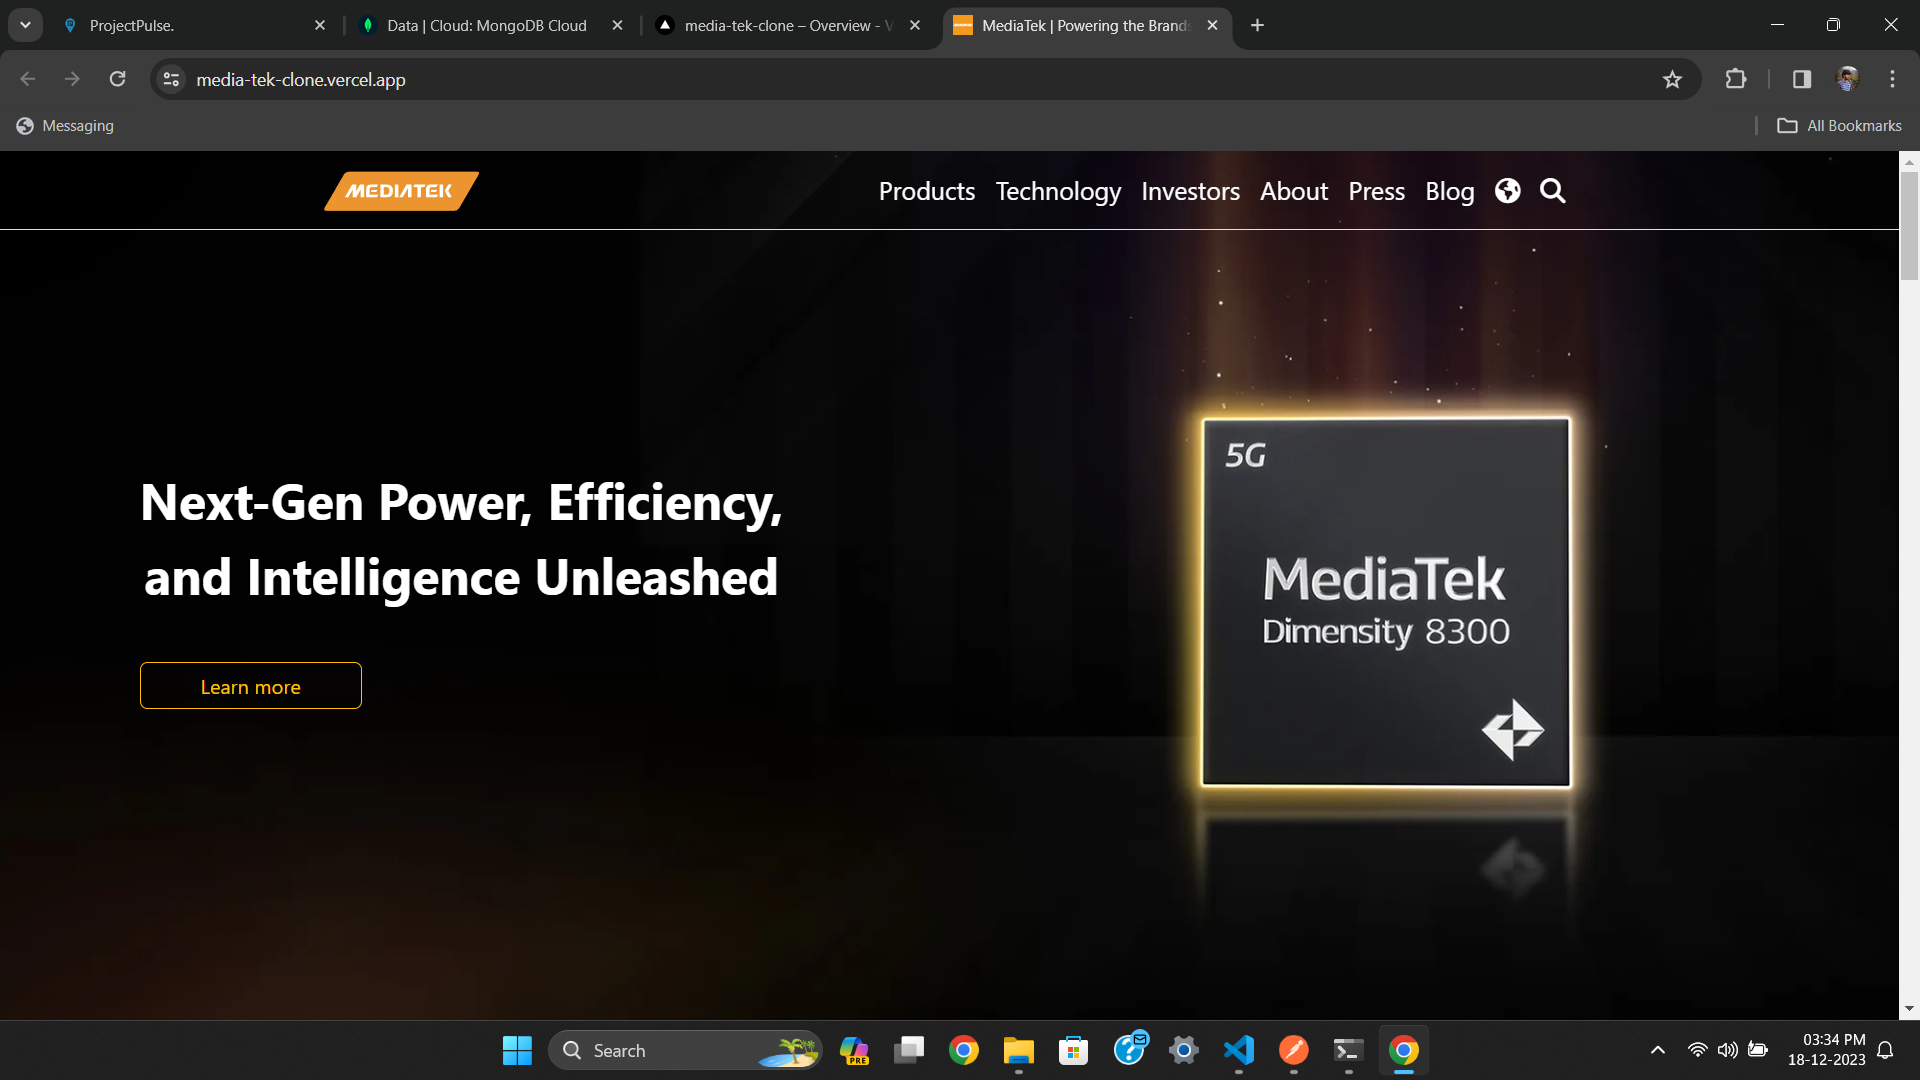 ProjectPulse.
Data | Cloud: MongoDB Cloud
media-tek-clone – Overview - V
MediaTek | Powering the Brands
media-tek-clone.vercel.app
Messaging
All Bookmarks
MEDIATEK
Products Technology Investors About Press Blog
5G
MediaTek
Dimensity 8300
Next-Gen Power, Efficiency,
and Intelligence Unleashed
Learn more
Search
PRE
03:34 PM
18-12-2023